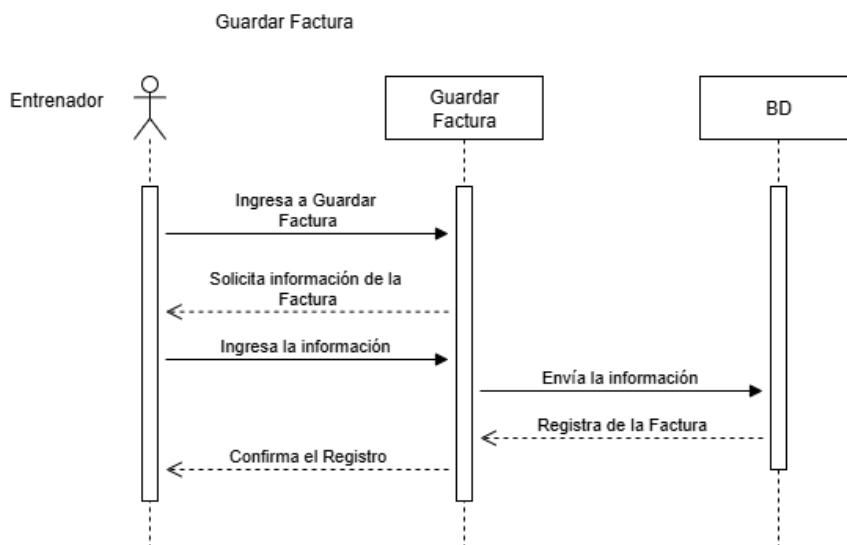 Guardar Factura
Entrenador
Guardar
Factura
BD
Ingresa a Guardar
Factura
Solicita información de la
Factura
Ingresa la información
Envía la información
Registra de la Factura
Confirma el Registro